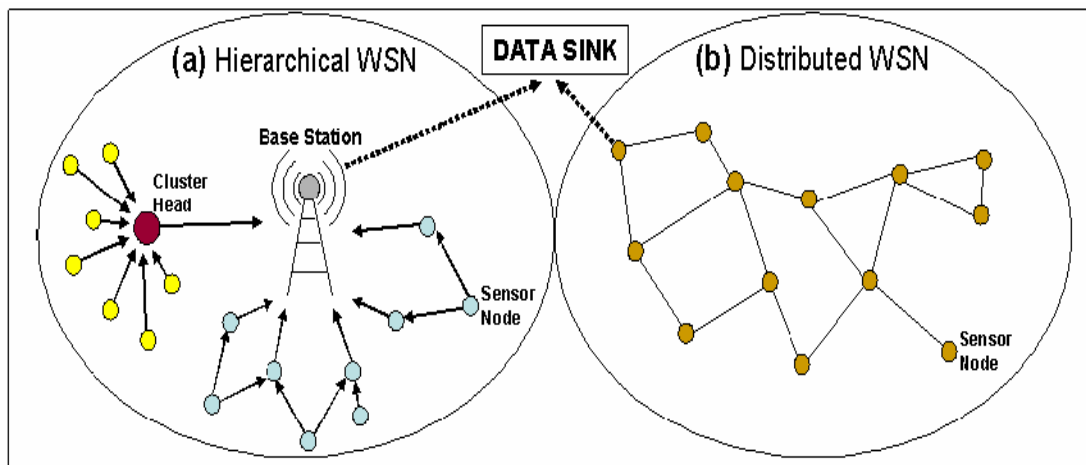 (a) Hierarchical WSN
DATA SINK
(b) Distributed WSN
Base Station
Cluster
Head
Sensor
Node
Sensor
Node